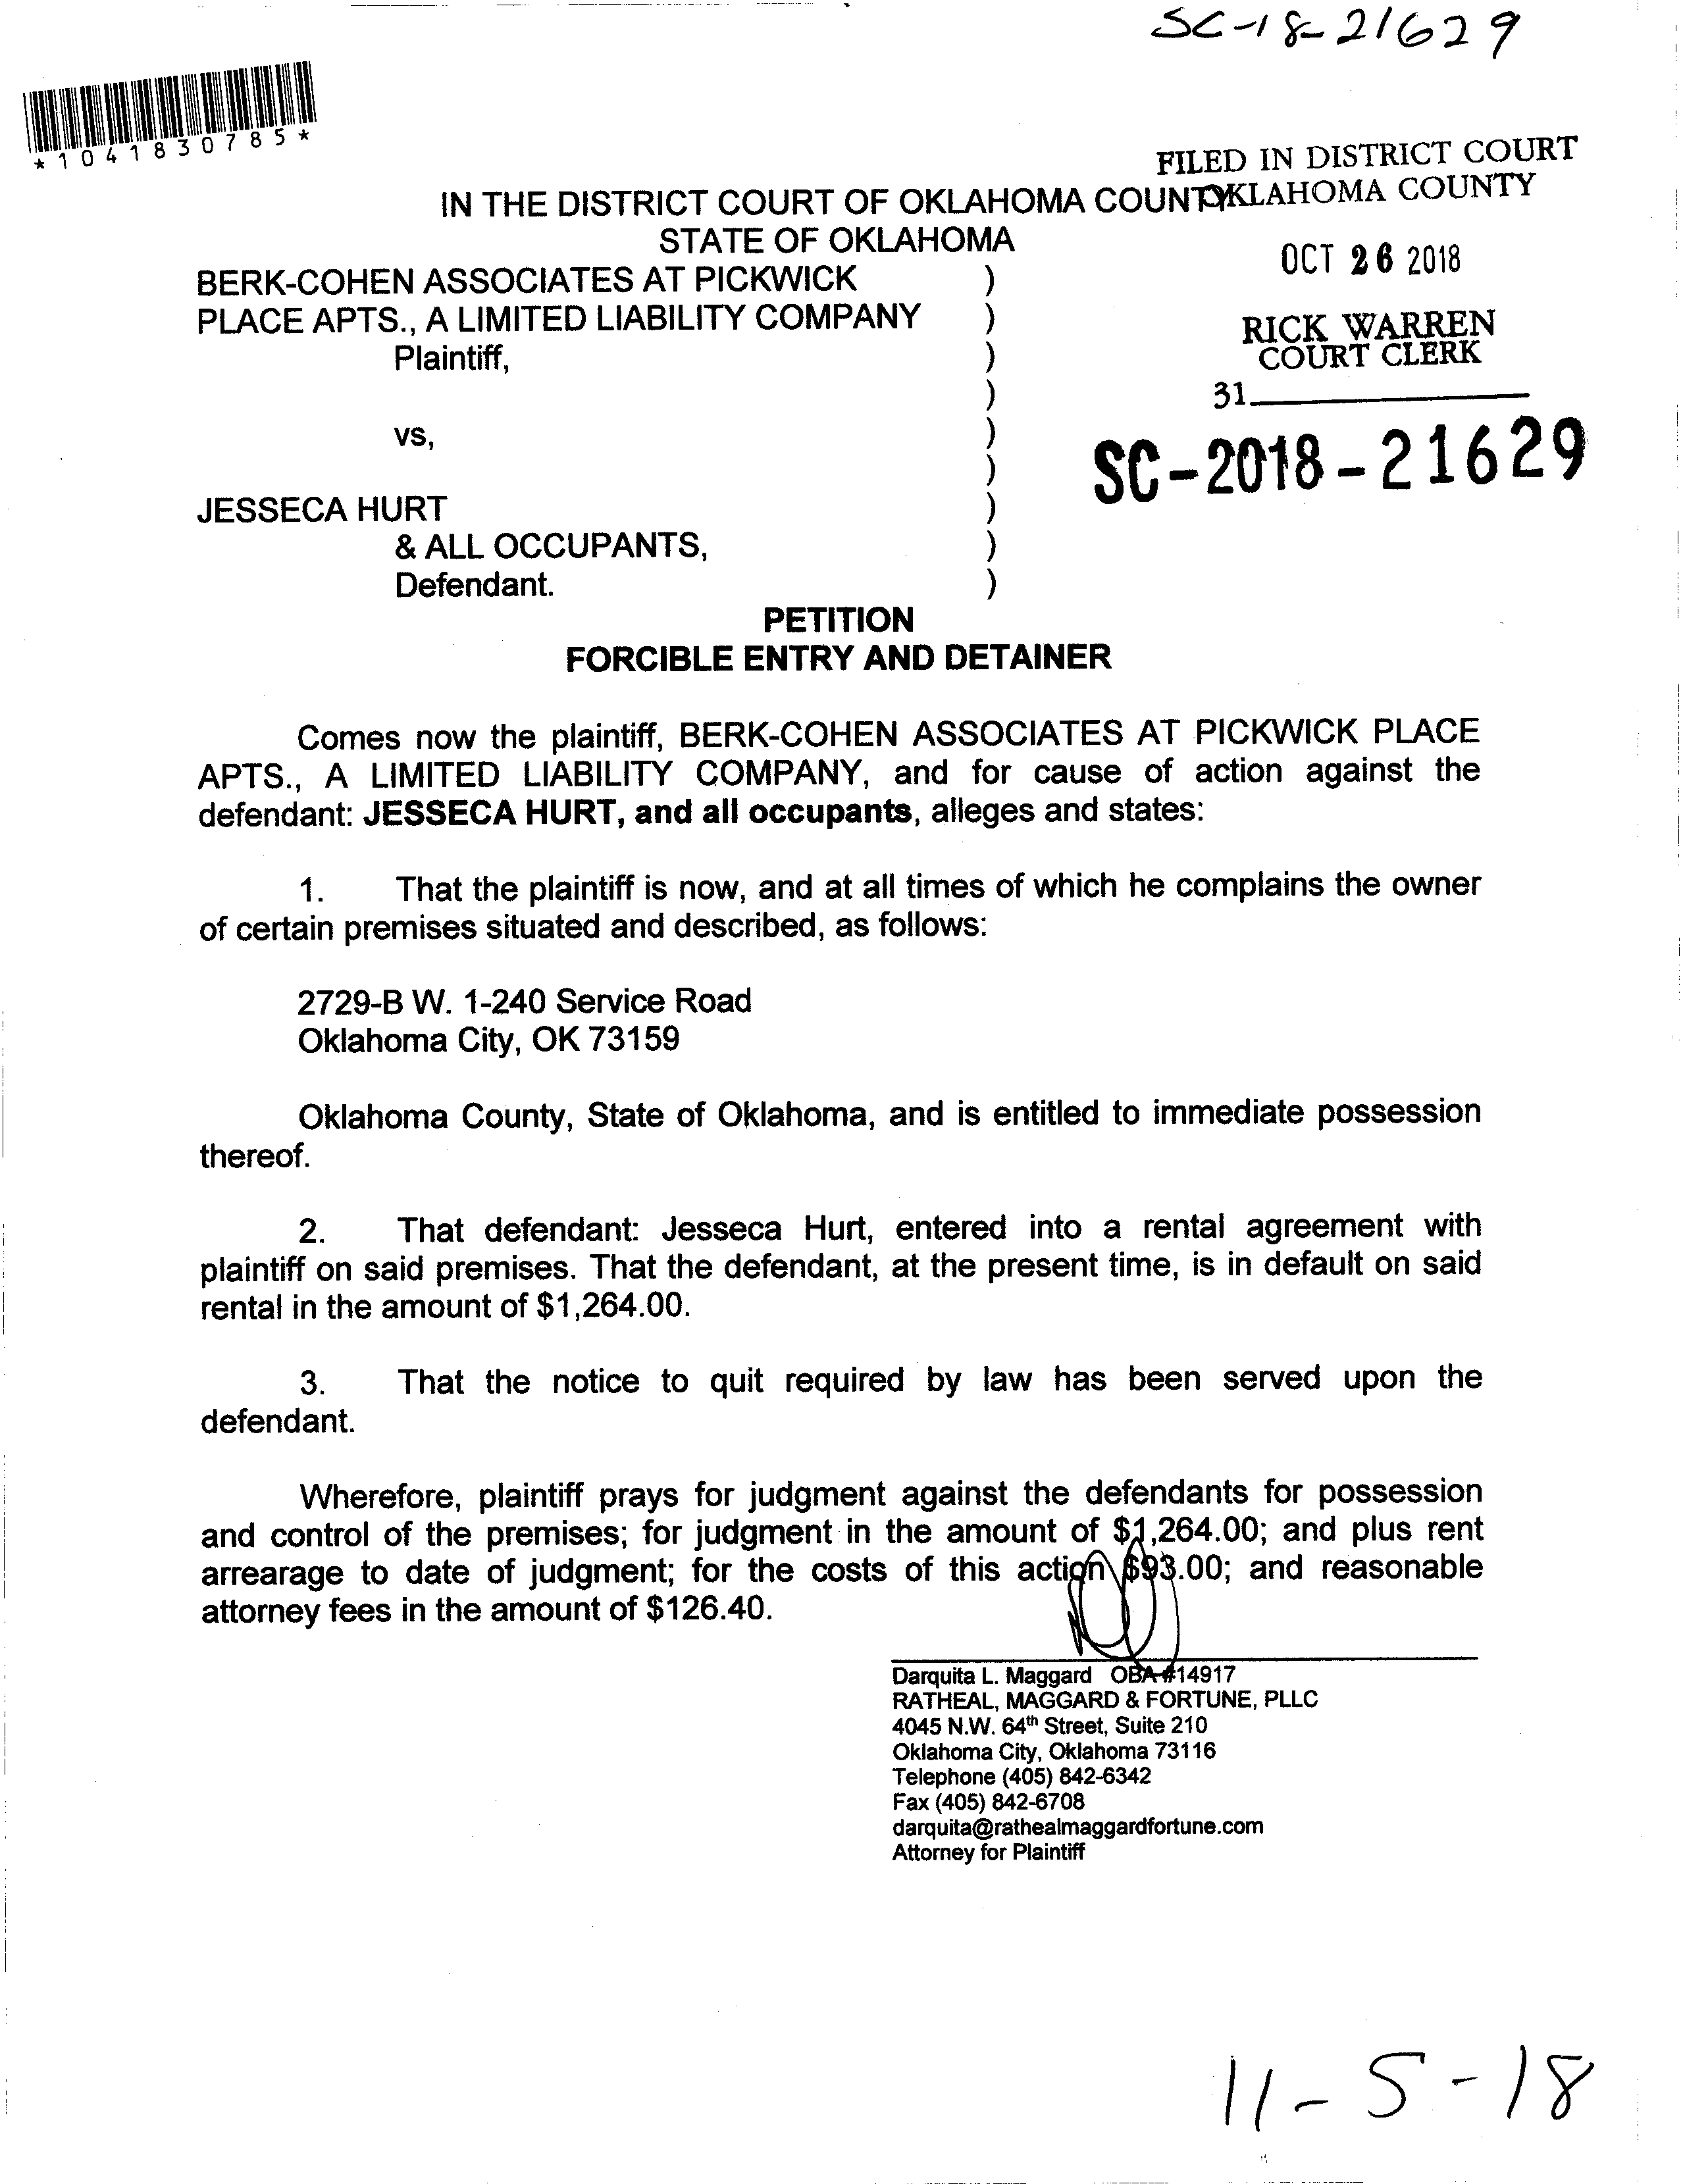 SC-18-21629
*1041830785*
FILED IN DISTRICT COURT
OKLAHOMA COUNTY
IN THE DISTRICT COURT OF OKLAHOMA COUNTY
STATE OF OKLAHOMA
OCT 26 2018
BERK-COHEN ASSOCIATES AT PICKWICK )
PLACE APTS., A LIMITED LIABILITY COMPANY )
RICK WARREN
COURT CLERK
Plaintiff, )
)
31
vs, )
)
SC-2018-21629
JESSECA HURT )
& ALL OCCUPANTS, )
Defendant. )
PETITION
FORCIBLE ENTRY AND DETAINER
Comes now the plaintiff, BERK-COHEN ASSOCIATES AT PICKWICK PLACE
APTS., A LIMITED LIABILITY COMPANY, and for cause of action against the
defendant: JESSECA HURT, and all occupants, alleges and states:
1. That the plaintiff is now, and at all times of which he complains the owner
of certain premises situated and described, as follows:
2729-B W. 1-240 Service Road
Oklahoma City, OK 73159
Oklahoma County, State of Oklahoma, and is entitled to immediate possession
thereof.
2. That defendant: Jesseca Hurt, entered into a rental agreement with
plaintiff on said premises. That the defendant, at the present time, is in default on said
rental in the amount of $1,264.00.
3. That the notice to quit required by law has been served upon the
defendant.
Wherefore, plaintiff prays for judgment against the defendants for possession
and control of the premises; for judgment in the amount of $1,264.00; and plus rent
arrearage to date of judgment; for the costs of this action $93.00; and reasonable
attorney fees in the amount of $126.40.
Darquita L. Maggard OBA #14917
RATHEAL, MAGGARD & FORTUNE, PLLC
4045 N.W. 64th Street, Suite 210
Oklahoma City, Oklahoma 73116
Telephone (405) 842-6342
Fax (405) 842-6708
darquita@rathealmaggardfortune.com
Attorney for Plaintiff
11-5-18